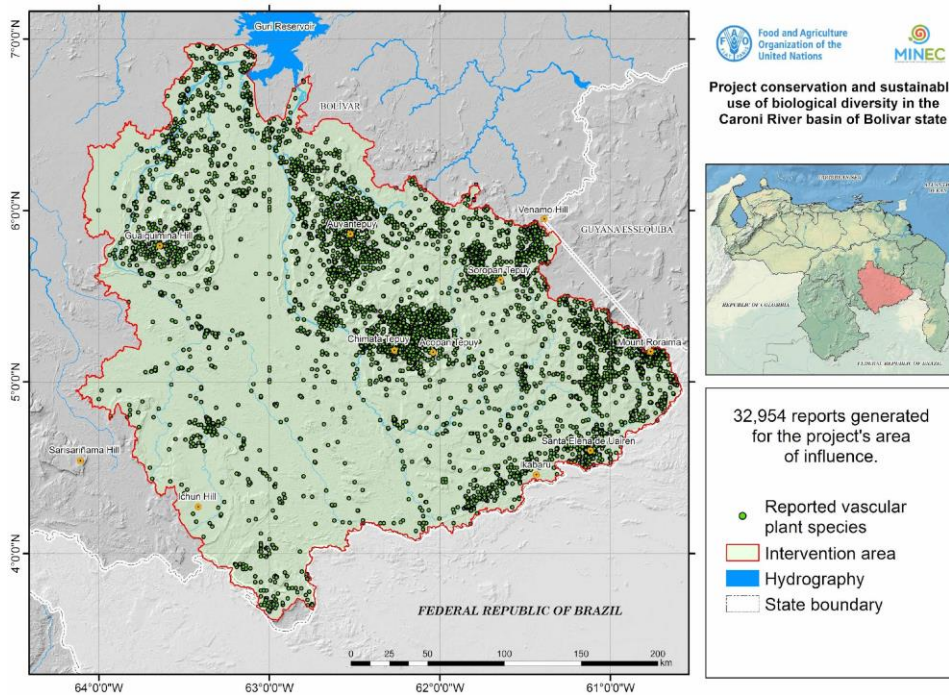 Guri Reservoir
BOLÍVAR
Venamo Hill
GUYANA ESSEQUIBA
Guaiquinima Hill
Auyantepuy
Soropan Tepuy
Chimata Tepuy
Acopan Tepuy
Mount Roraima
Santa Elena de Uairen
Ikabaru
Sarisariñama Hill
Ichun Hill
FEDERAL REPUBLIC OF BRAZIL
0 25 50 100 150 200
km
7°0'0"N
6°0'0"N
5°0'0"N
4°0'0"N
64°0'0"W
63°0'0"W
62°0'0"W
61°0'0"W
FAO
Food and Agriculture
Organization of the
United Nations
MINEC
Project conservation and sustainabl
use of biological diversity in the
Caroni River basin of Bolivar state
REPUBLIC OF COLOMBIA
FEDERAL REPUBLIC OF BRAZIL
32,954 reports generated
for the project's area
of influence.
Reported vascular
plant species
Intervention area
Hydrography
State boundary